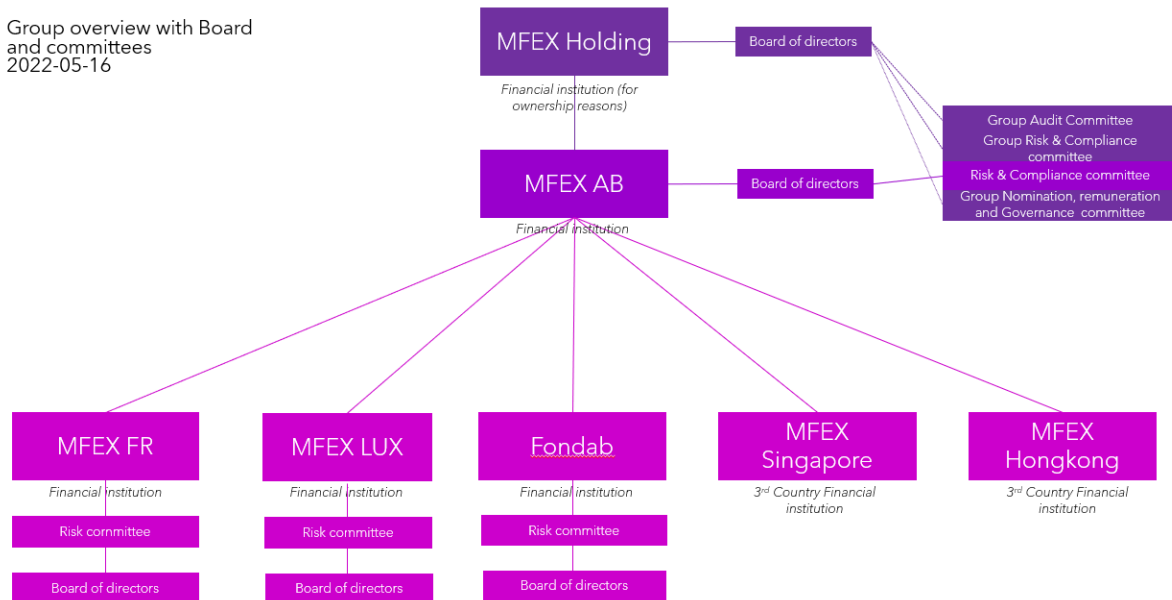 Group overview with Board
and committees
2022-05-16
MFEX Holding
Board of directors
Financial institution (for
ownership reasons)
Group Audit Committee
Group Risk & Compliance
committee
Risk & Compliance committee
Group Nomination, remuneration
and Governance committee
MFEX AB
Board of directors
Financial institution
MFEX FR
Financial institution
Risk committee
Board of directors
MFEX LUX
Financial institution
Risk committee
Board of directors
Fondab
Financial institution
Risk committee
Board of directors
MFEX
Singapore
3rd Country Financial
institution
MFEX
Hongkong
3rd Country Financial
institution